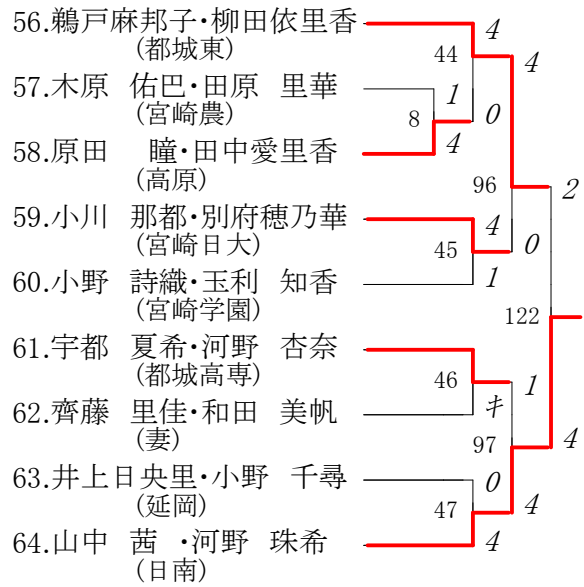 56.鵜戸麻邦子・柳田依里香
(都城東)
57.木原 佑巴・田原 里華
(宮崎農)
58.原田 瞳・田中愛里香
(高原)
59.小川 那都・別府穂乃華
(宮崎日大)
60.小野 詩織・玉利 知香
(宮崎学園)
61.宇都 夏希・河野 杏奈
(都城高専)
62.齊藤 里佳・和田 美帆
(妻)
63.井上日央里・小野 千尋
(延岡)
64.山中 茜・河野 珠希
(日南)
4
44
4
1
8
0
4
96
2
4
0
45
1
122
46
1
キ
97
4
0
47
4
4